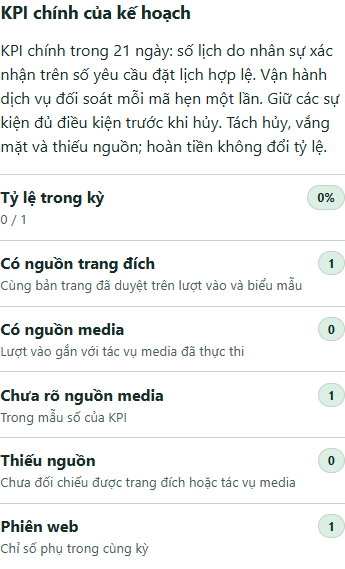 KPI chính của kế hoạch
KPI chính trong 21 ngày: số lịch do nhân sự xác
nhận trên số yêu cầu đặt lịch hợp lệ. Vận hành
dịch vụ đối soát mỗi mã hẹn một lần. Giữ các sự
kiện đủ điều kiện trước khi hủy. Tách hủy, vắng
mặt và thiếu nguồn; hoàn tiền không đổi tỷ lệ.
Tỷ lệ trong kỳ 0%
0 / 1
Có nguồn trang đích 1
Cùng bản trang đã duyệt trên lượt vào và biểu mẫu
Có nguồn media 0
Lượt vào gắn với tác vụ media đã thực thi
Chưa rõ nguồn media 1
Trong mẫu số của KPI
Thiếu nguồn 0
Chưa đối chiếu được trang đích hoặc tác vụ media
Phiên web 1
Chỉ số phụ trong cùng kỳ